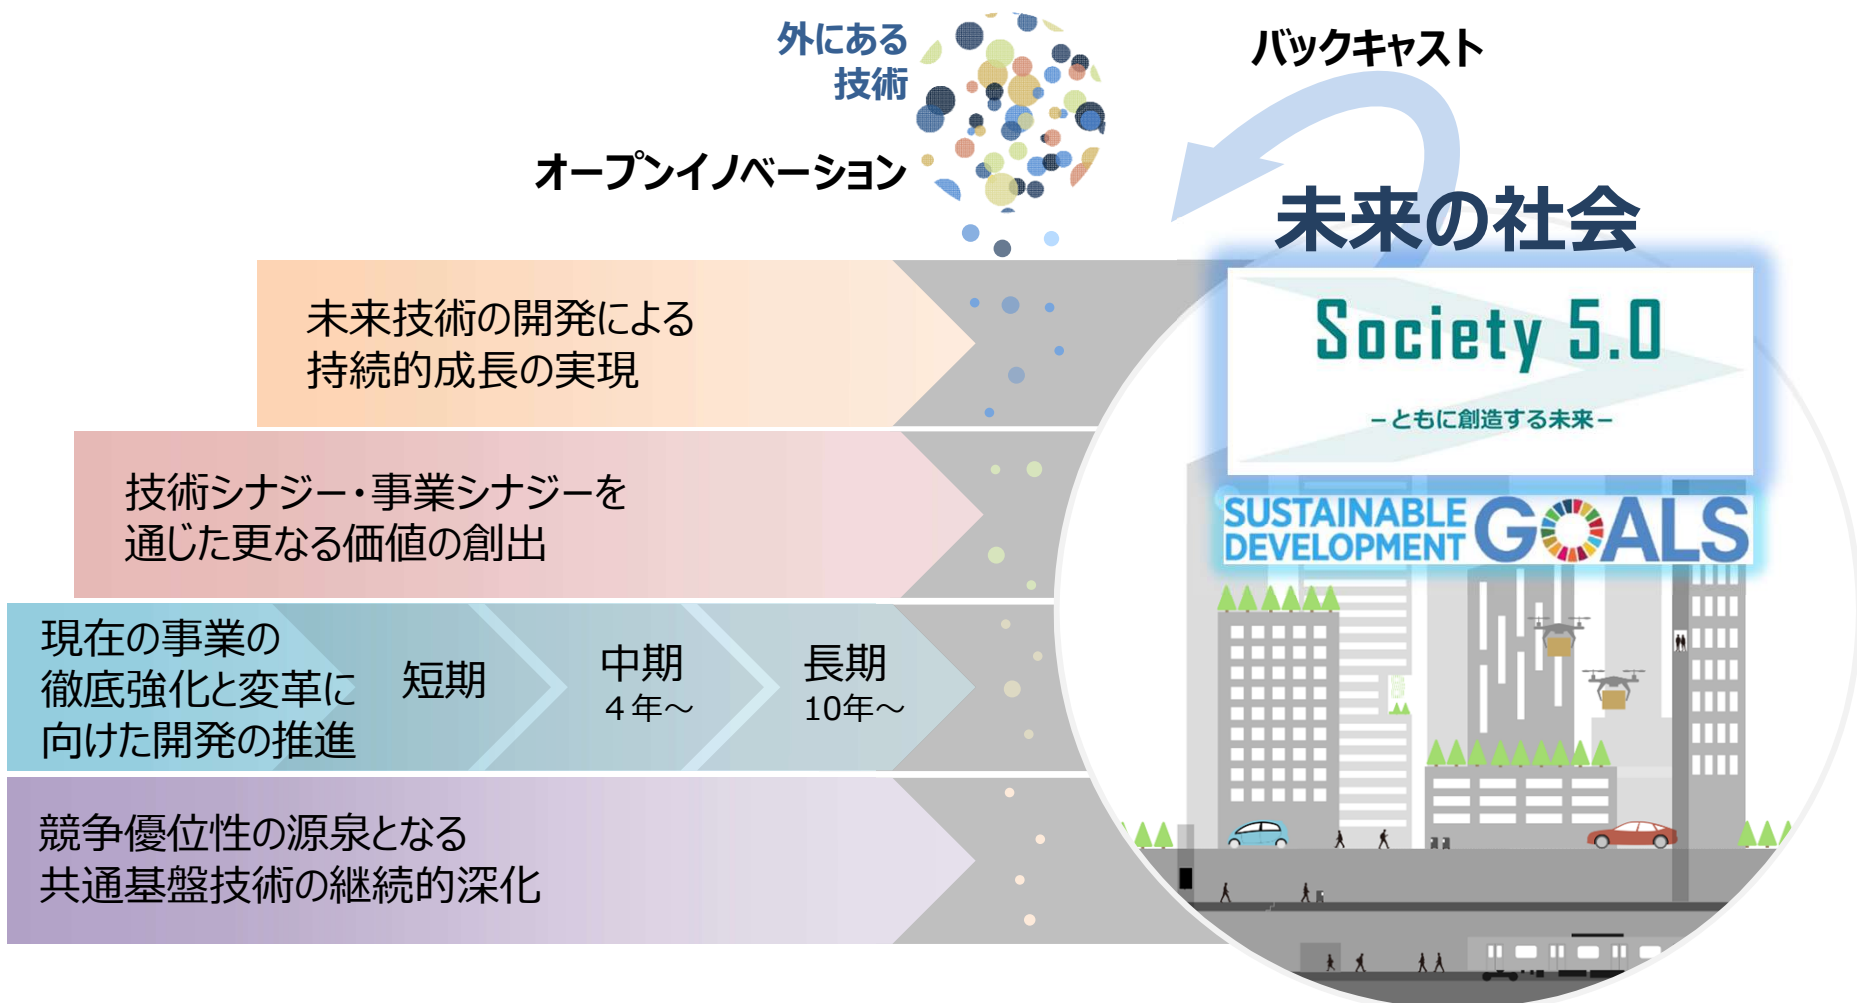 外にある
技術
オープンイノベーション
バックキャスト
未来の社会
Society 5.0
－ともに創造する未来－
SUSTAINABLE
DEVELOPMENT
GOALS
未来技術の開発による
持続的成長の実現
技術シナジー・事業シナジーを
通じた更なる価値の創出
現在の事業の
徹底強化と変革に
向けた開発の推進
短期
中期
４年～
長期
10年～
競争優位性の源泉となる
共通基盤技術の継続的深化